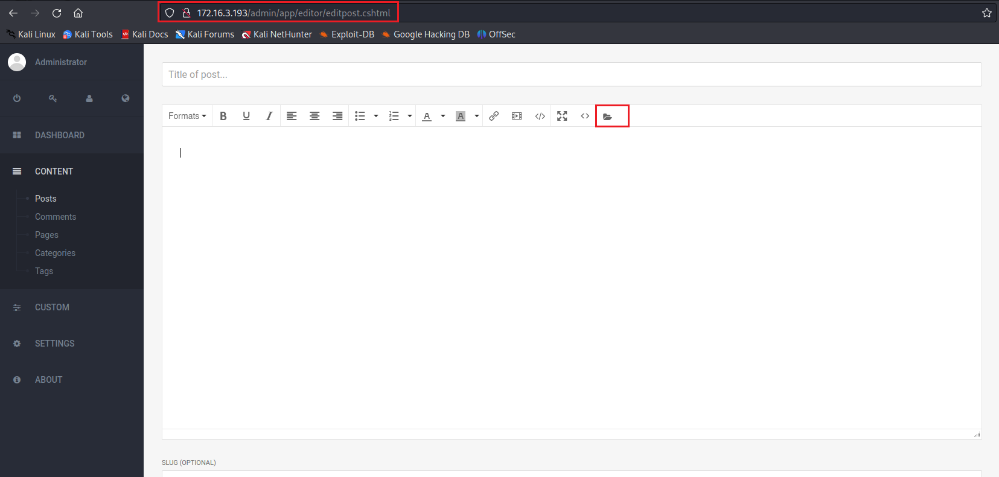 172.16.3.193/admin/app/editor/editpost.cshtml
Kali Linux Kali Tools Kali Docs Kali Forums Kali NetHunter Exploit-DB Google Hacking DB OffSec
Administrator
DASHBOARD
CONTENT
Posts
Comments
Pages
Categories
Tags
CUSTOM
SETTINGS
ABOUT
Title of post...
Formats B U I A A
SLUG (OPTIONAL)